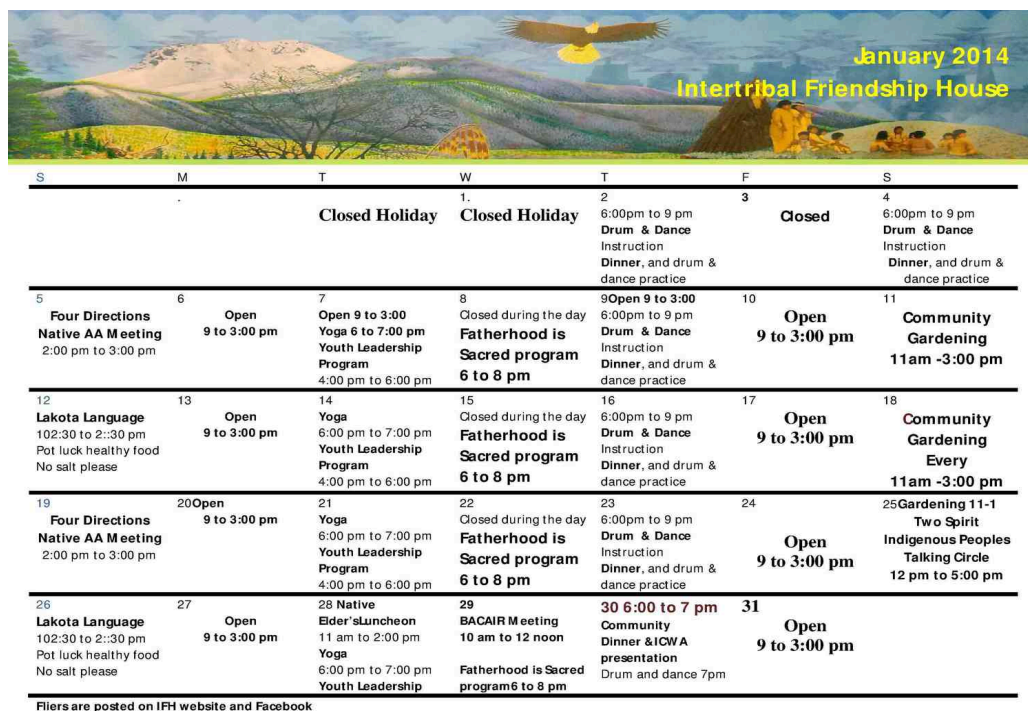 January 2014
Intertribal Friendship House
S M T W T F S
.
Closed Holiday
1.
Closed Holiday
2
6:00pm to 9 pm
Drum & Dance
Instruction
Dinner, and drum &
dance practice
3
Closed
4
6:00pm to 9 pm
Drum & Dance
Instruction
Dinner, and drum &
dance practice
5
Four Directions
Native AA Meeting
2:00 pm to 3:00 pm
6
Open
9 to 3:00 pm
7
Open 9 to 3:00
Yoga 6 to 7:00 pm
Youth Leadership
Program
4:00 pm to 6:00 pm
8
Closed during the day
Fatherhood is
Sacred program
6 to 8 pm
9Open 9 to 3:00
6:00pm to 9 pm
Drum & Dance
Instruction
Dinner, and drum &
dance practice
10
Open
9 to 3:00 pm
11
Community
Gardening
11am -3:00 pm
12
Lakota Language
102:30 to 2::30 pm
Pot luck healthy food
No salt please
13
Open
9 to 3:00 pm
14
Yoga
6:00 pm to 7:00 pm
Youth Leadership
Program
4:00 pm to 6:00 pm
15
Closed during the day
Fatherhood is
Sacred program
6 to 8 pm
16
6:00pm to 9 pm
Drum & Dance
Instruction
Dinner, and drum &
dance practice
17
Open
9 to 3:00 pm
18
Community
Gardening
Every
11am -3:00 pm
19
Four Directions
Native AA Meeting
2:00 pm to 3:00 pm
20Open
9 to 3:00 pm
21
Yoga
6:00 pm to 7:00 pm
Youth Leadership
Program
4:00 pm to 6:00 pm
22
Closed during the day
Fatherhood is
Sacred program
6 to 8 pm
23
6:00pm to 9 pm
Drum & Dance
Instruction
Dinner, and drum &
dance practice
24
Open
9 to 3:00 pm
25Gardening 11-1
Two Spirit
Indigenous Peoples
Talking Circle
12 pm to 5:00 pm
26
Lakota Language
102:30 to 2::30 pm
Pot luck healthy food
No salt please
27
Open
9 to 3:00 pm
28 Native
Elder'sLuncheon
11 am to 2:00 pm
Yoga
6:00 pm to 7:00 pm
Youth Leadership
29
BACAIR Meeting
10 am to 12 noon
Fatherhood is Sacred
program6 to 8 pm
30 6:00 to 7 pm
Community
Dinner &ICWA
presentation
Drum and dance 7pm
31
Open
9 to 3:00 pm
Fliers are posted on IFH website and Facebook